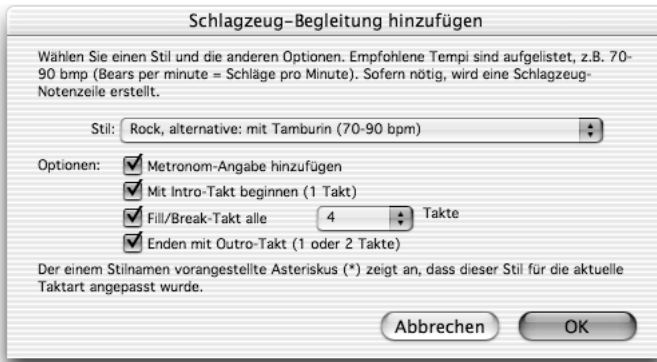 Schlagzeug-Begleitung hinzufügen
Wählen Sie einen Stil und die anderen Optionen. Empfohlene Tempi sind aufgelistet, z.B. 70-
90 bmp (Bears per minute = Schläge pro Minute). Sofern nötig, wird eine Schlagzeug-
Notenzeile erstellt.
Stil: Rock, alternative: mit Tamburin (70-90 bpm)
Optionen: Metronom-Angabe hinzufügen
Mit Intro-Takt beginnen (1 Takt)
Fill/Break-Takt alle 4 Takte
Enden mit Outro-Takt (1 oder 2 Takte)
Der einem Stilnamen vorangestellte Asteriskus (*) zeigt an, dass dieser Stil für die aktuelle
Taktart angepasst wurde.
Abbrechen OK